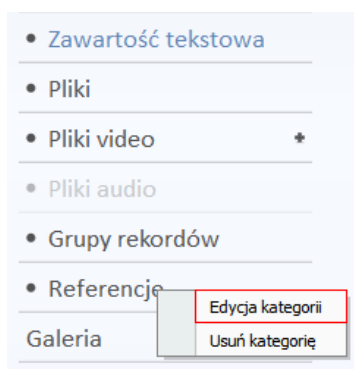 Zawartość tekstowa
Pliki
Pliki video
Pliki audio
Grupy rekordów
Referencje
Edycja kategorii
Galeria
Usuń kategorię